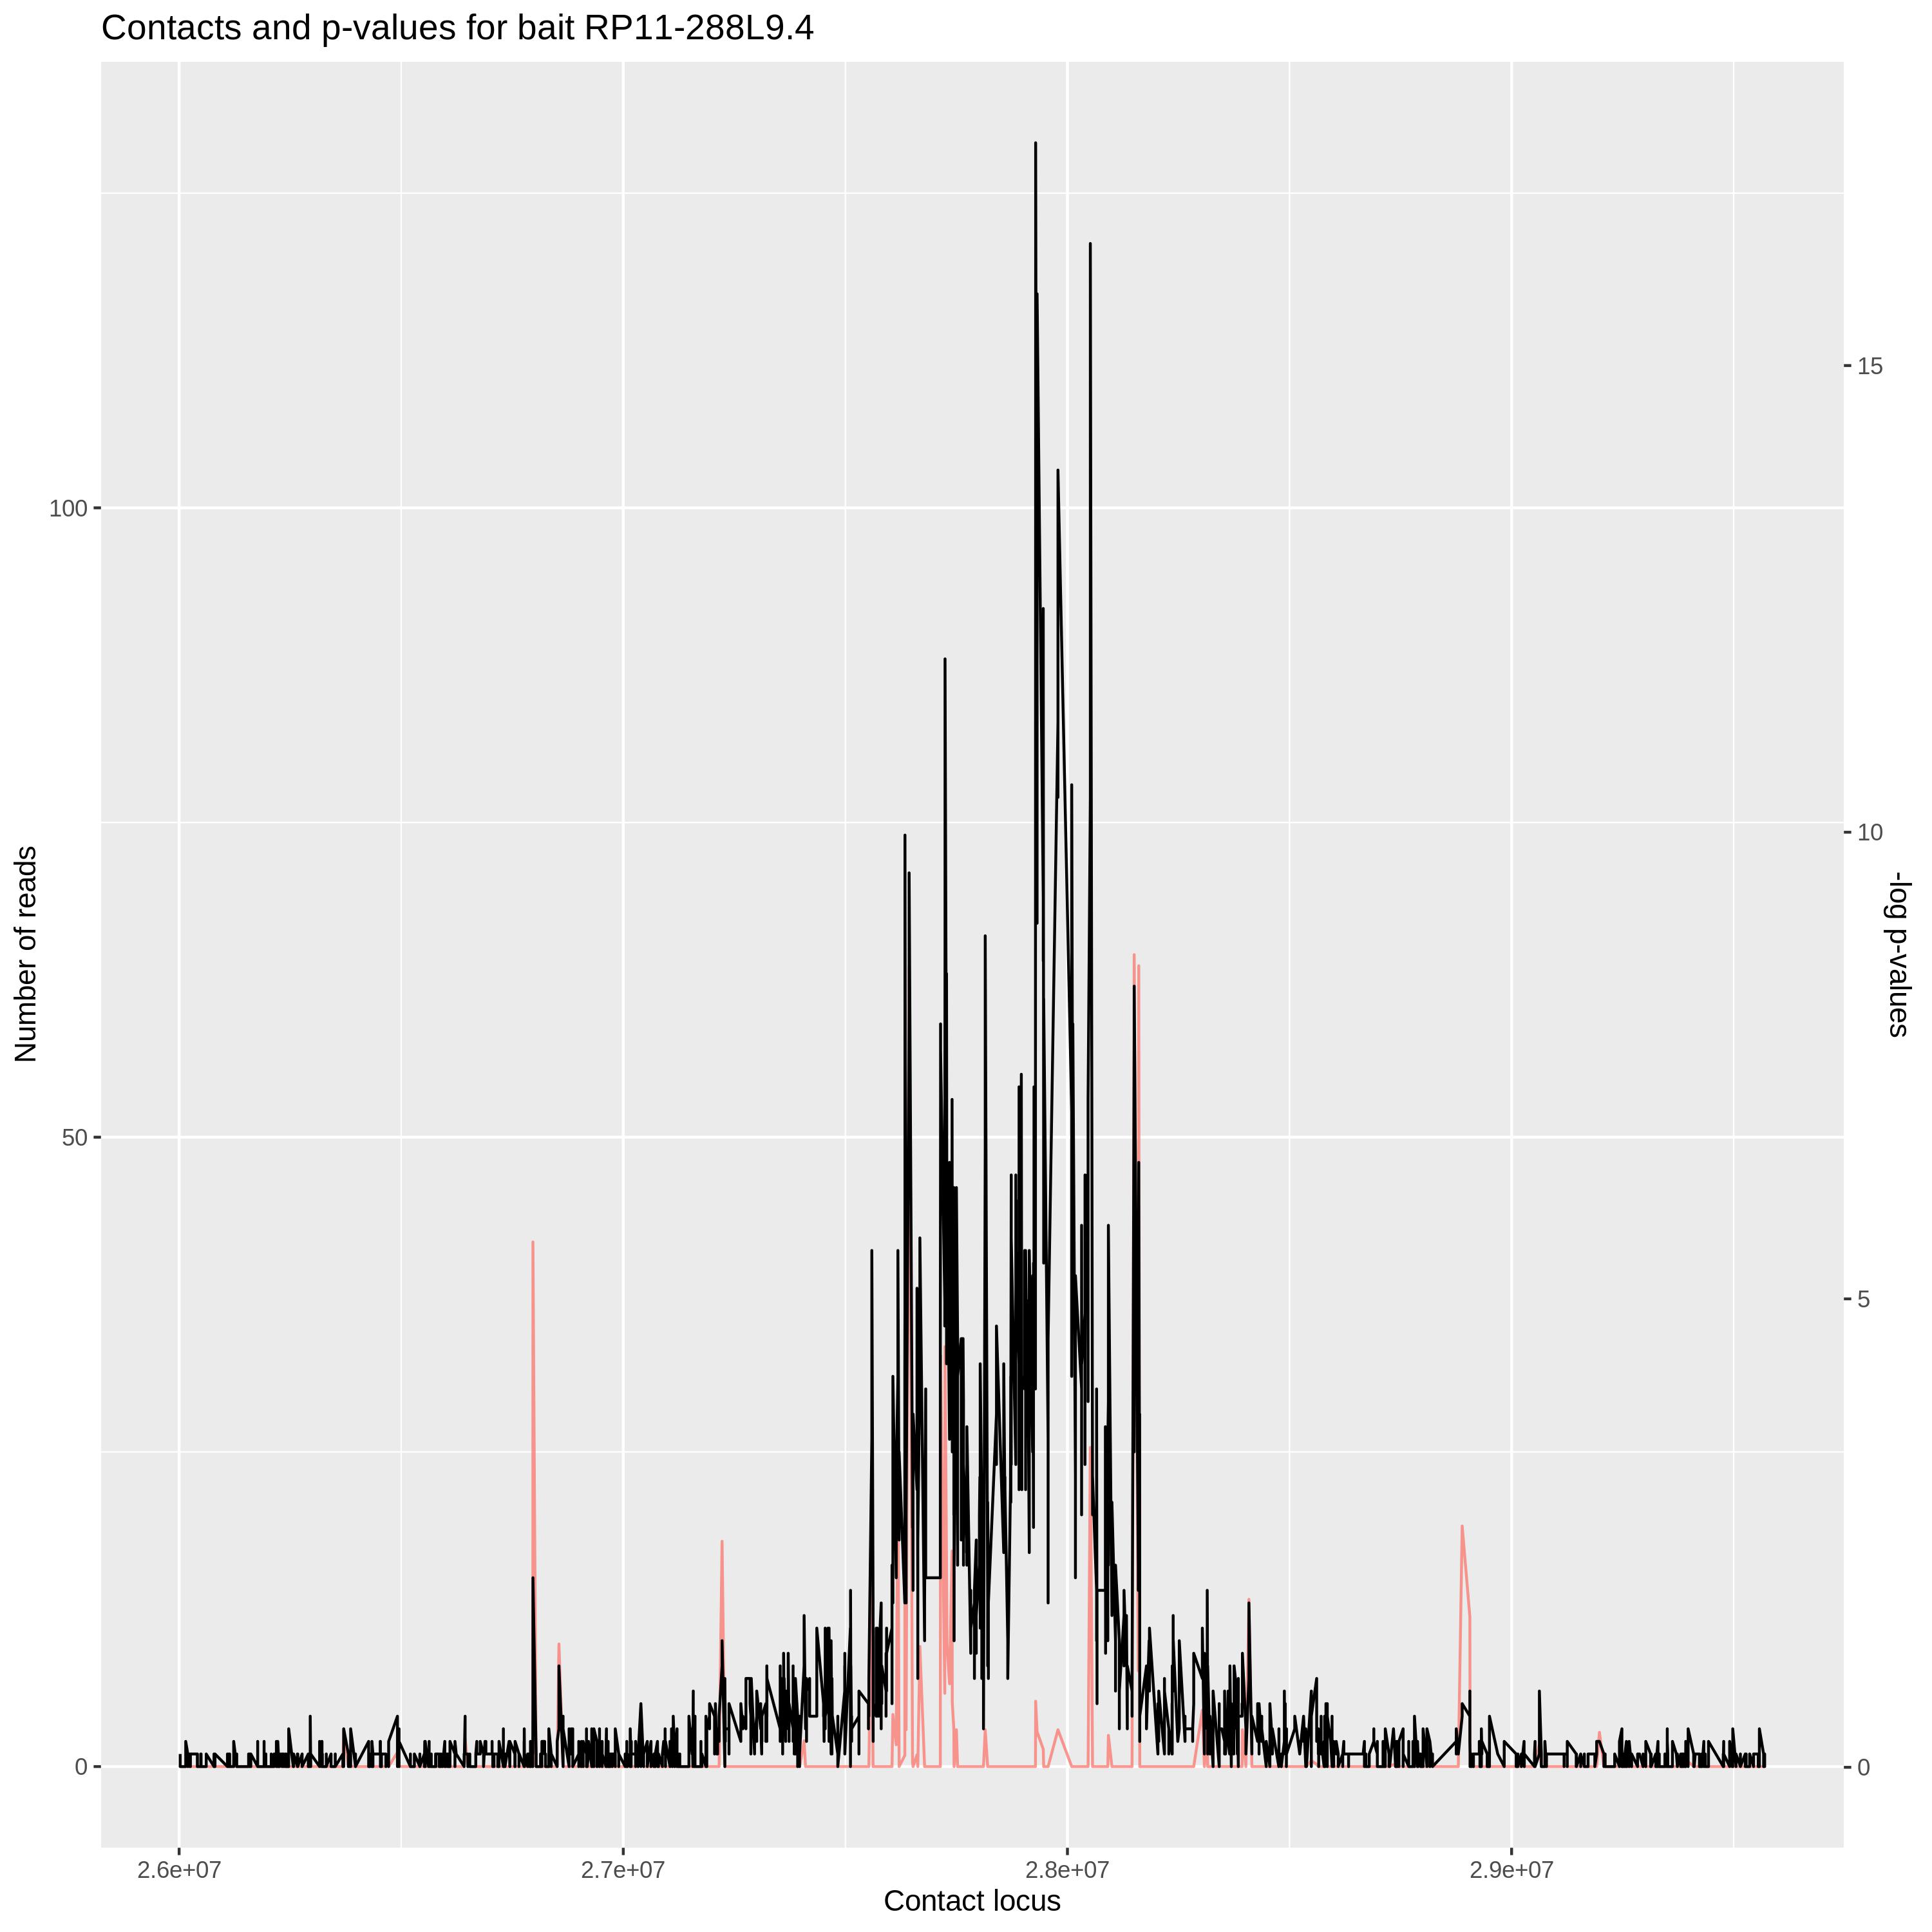 Contacts and p-values for bait RP11-288L9.4
100
50
0
Number of reads
15
10
5
0
-log p-values
2.6e+07 2.7e+07 2.8e+07 2.9e+07
Contact locus